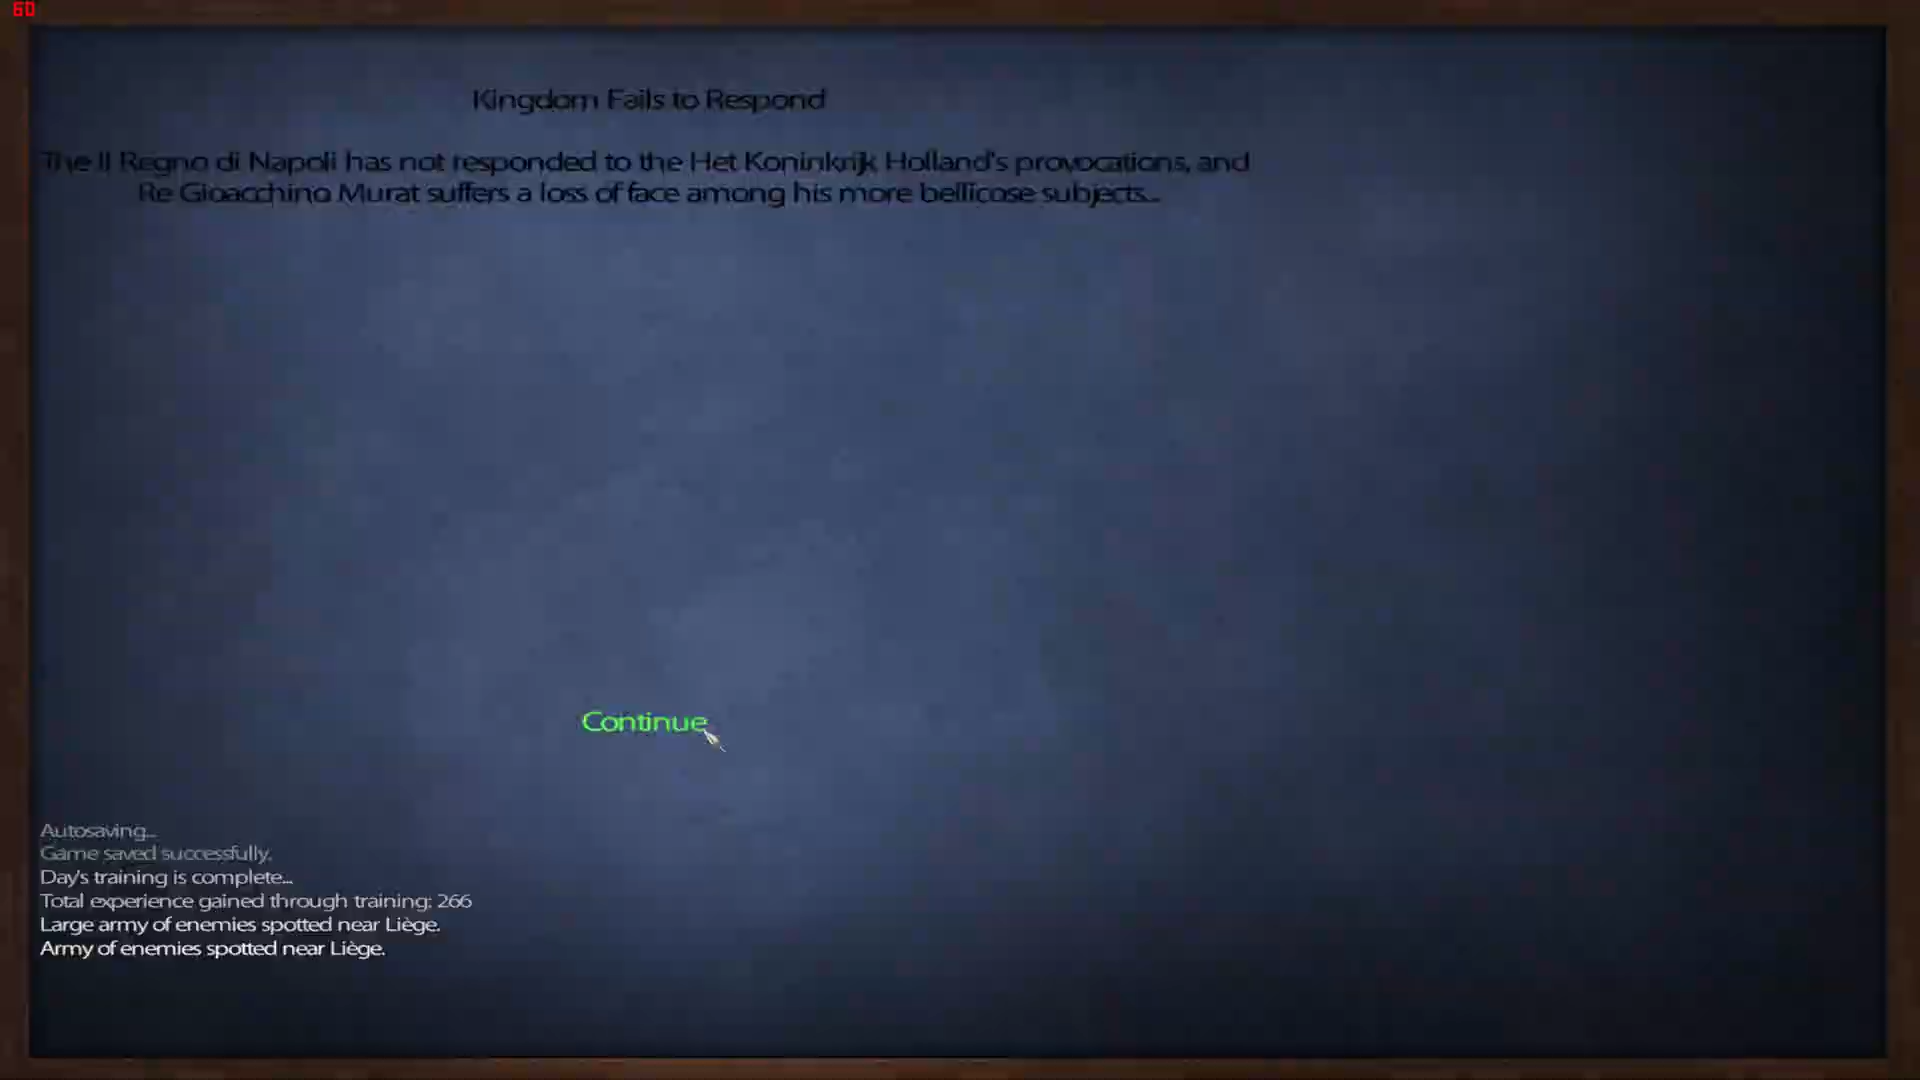 60
Kingdom Fails to Respond
The Il Regno di Napoli has not responded to the Het Koninkrijk Holland's provocations, and
Re Gioacchino Murat suffers a loss of face among his more bellicose subjects...
Continue
Autosaving...
Game saved successfully.
Day's training is complete...
Total experience gained through training: 266
Large army of enemies spotted near Liège.
Army of enemies spotted near Liège.